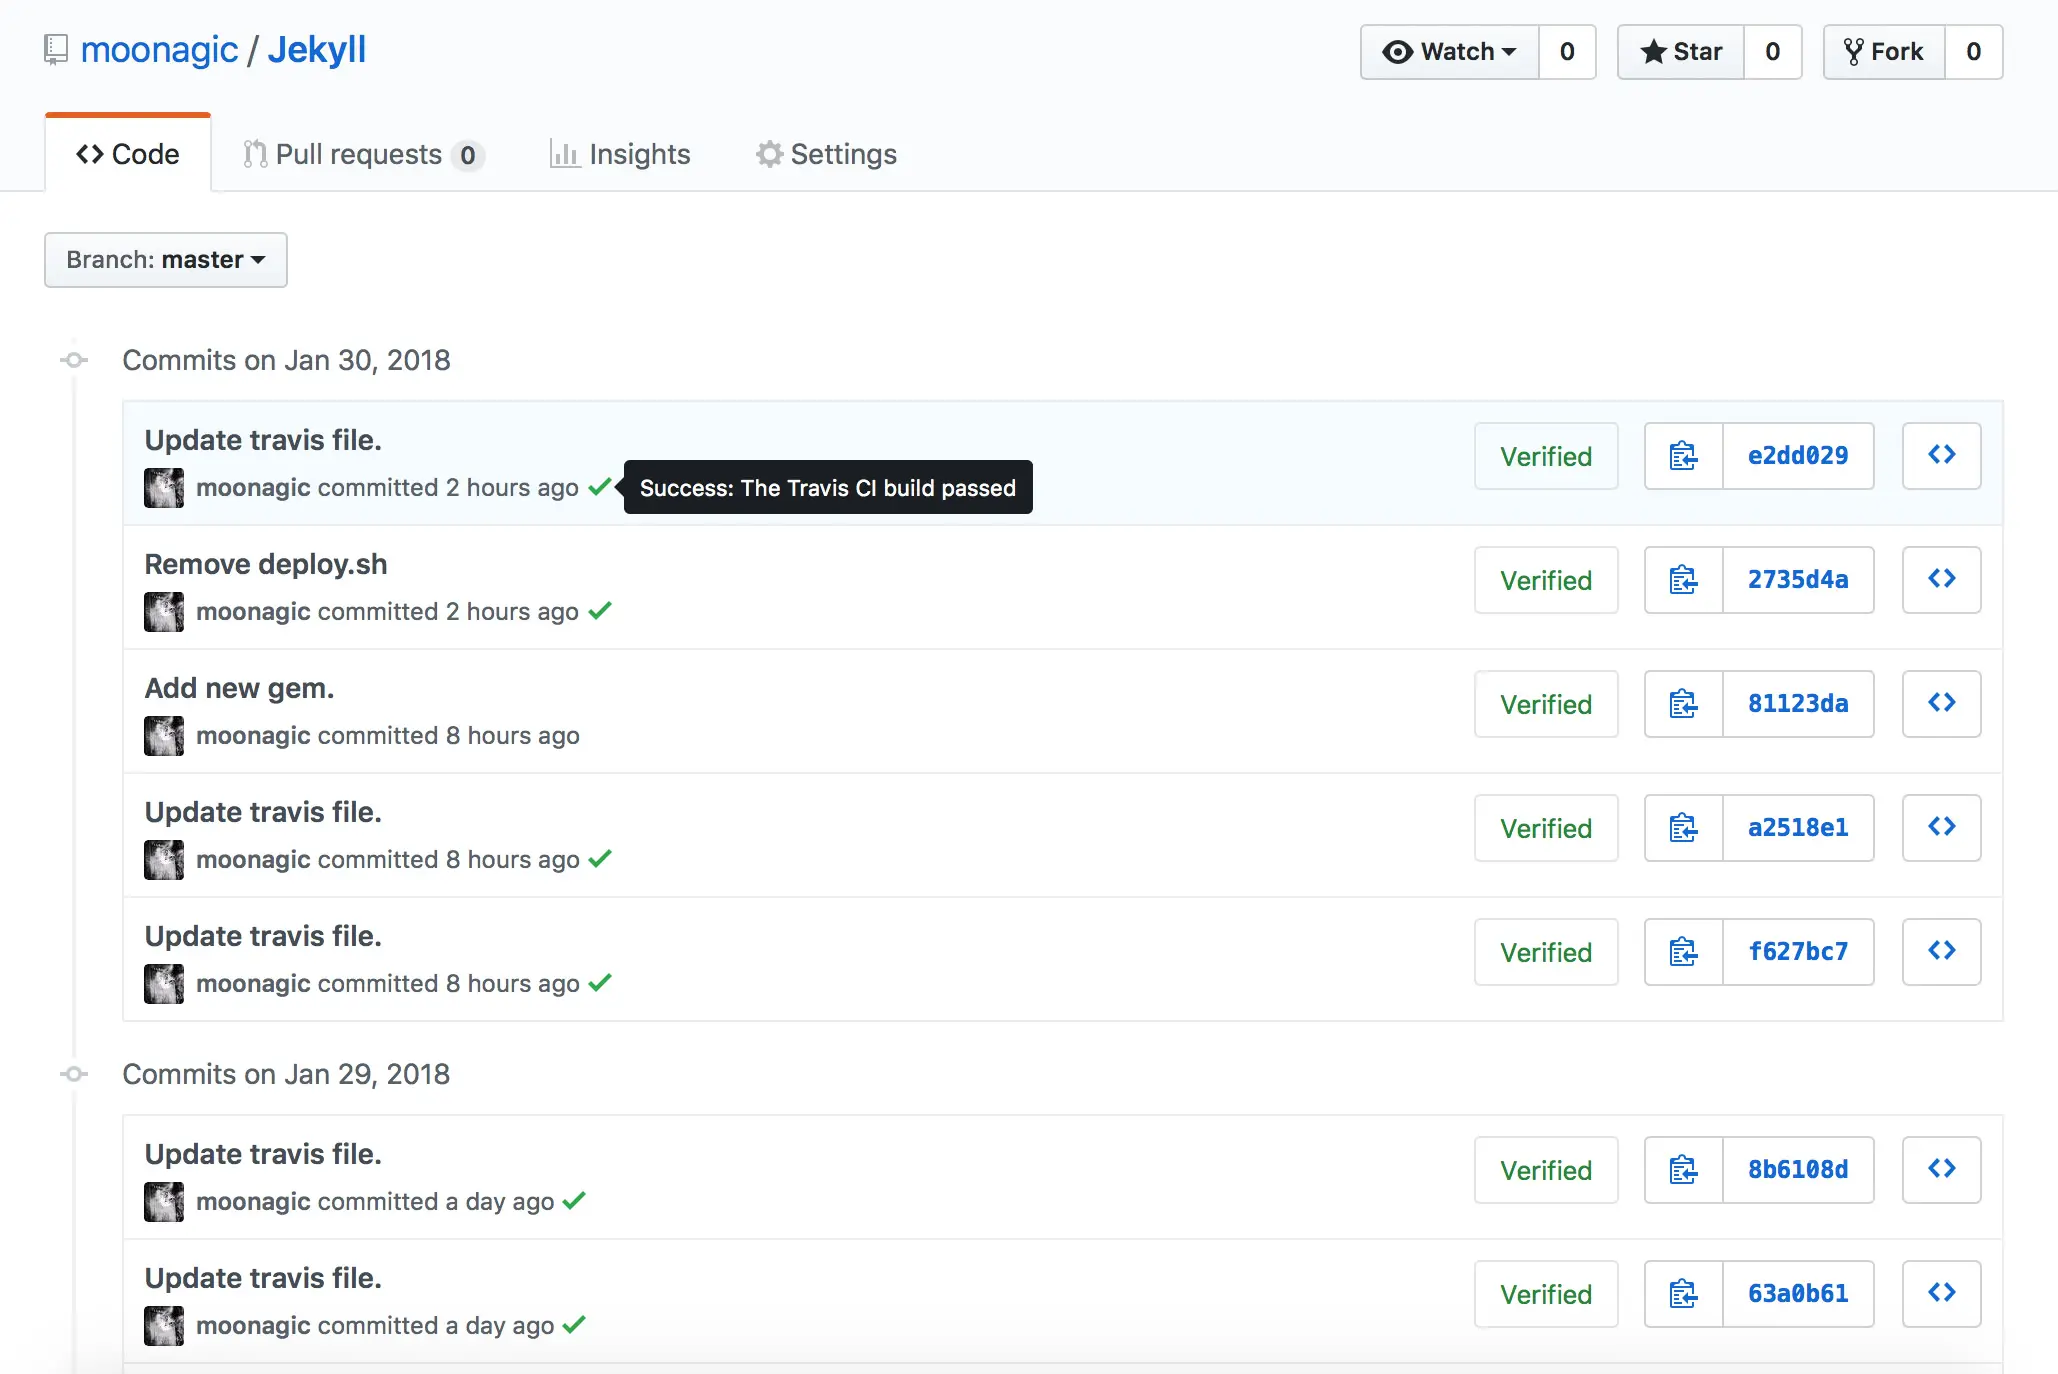 moonagic / Jekyll
Watch 0 Star 0 Fork 0
Code Pull requests 0 Insights Settings
Branch: master
Commits on Jan 30, 2018
Update travis file.
moonagic committed 2 hours ago
Success: The Travis CI build passed
Verified e2dd029
Remove deploy.sh
moonagic committed 2 hours ago
Verified 2735d4a
Add new gem.
moonagic committed 8 hours ago
Verified 81123da
Update travis file.
moonagic committed 8 hours ago
Verified a2518e1
Update travis file.
moonagic committed 8 hours ago
Verified f627bc7
Commits on Jan 29, 2018
Update travis file.
moonagic committed a day ago
Verified 8b6108d
Update travis file.
moonagic committed a day ago
Verified 63a0b61